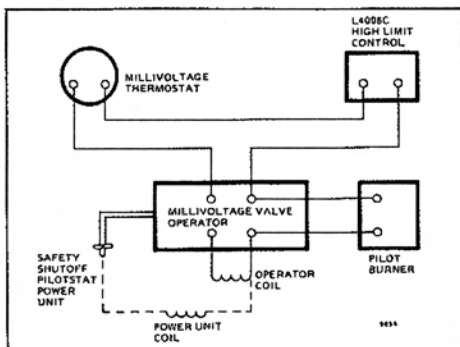 L4006C
HIGH LIMIT
CONTROL
MILLIVOLTAGE
THERMOSTAT
MILLIVOLTAGE VALVE
OPERATOR
SAFETY
SHUTOFF
PILOTSTAT
POWER
UNIT
OPERATOR
COIL
PILOT
BURNER
POWER UNIT
COIL